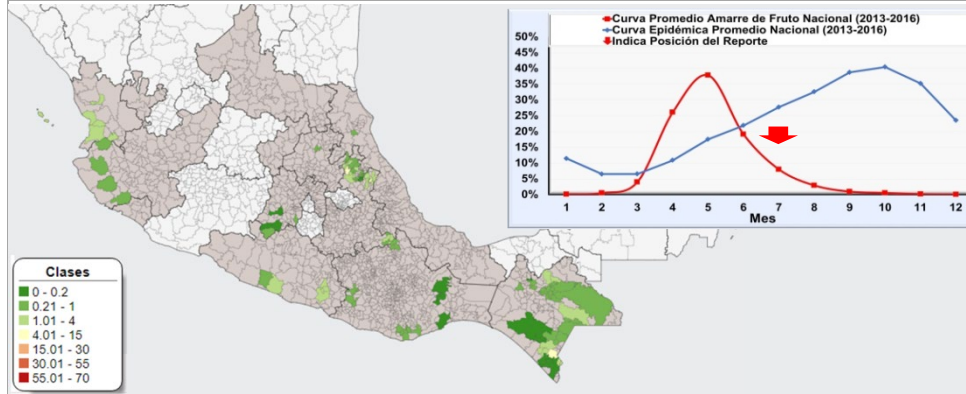 Curva Promedio Amarre de Fruto Nacional (2013-2016)
Curva Epidémica Promedio Nacional (2013-2016)
Indica Posición del Reporte
50%
45%
40%
35%
30%
25%
20%
15%
10%
5%
0%
1 2 3 4 5 6 7 8 9 10 11 12
Mes
Clases
0 - 0.2
0.21 - 1
1.01 - 4
4.01 - 15
15.01 - 30
30.01 - 55
55.01 - 70